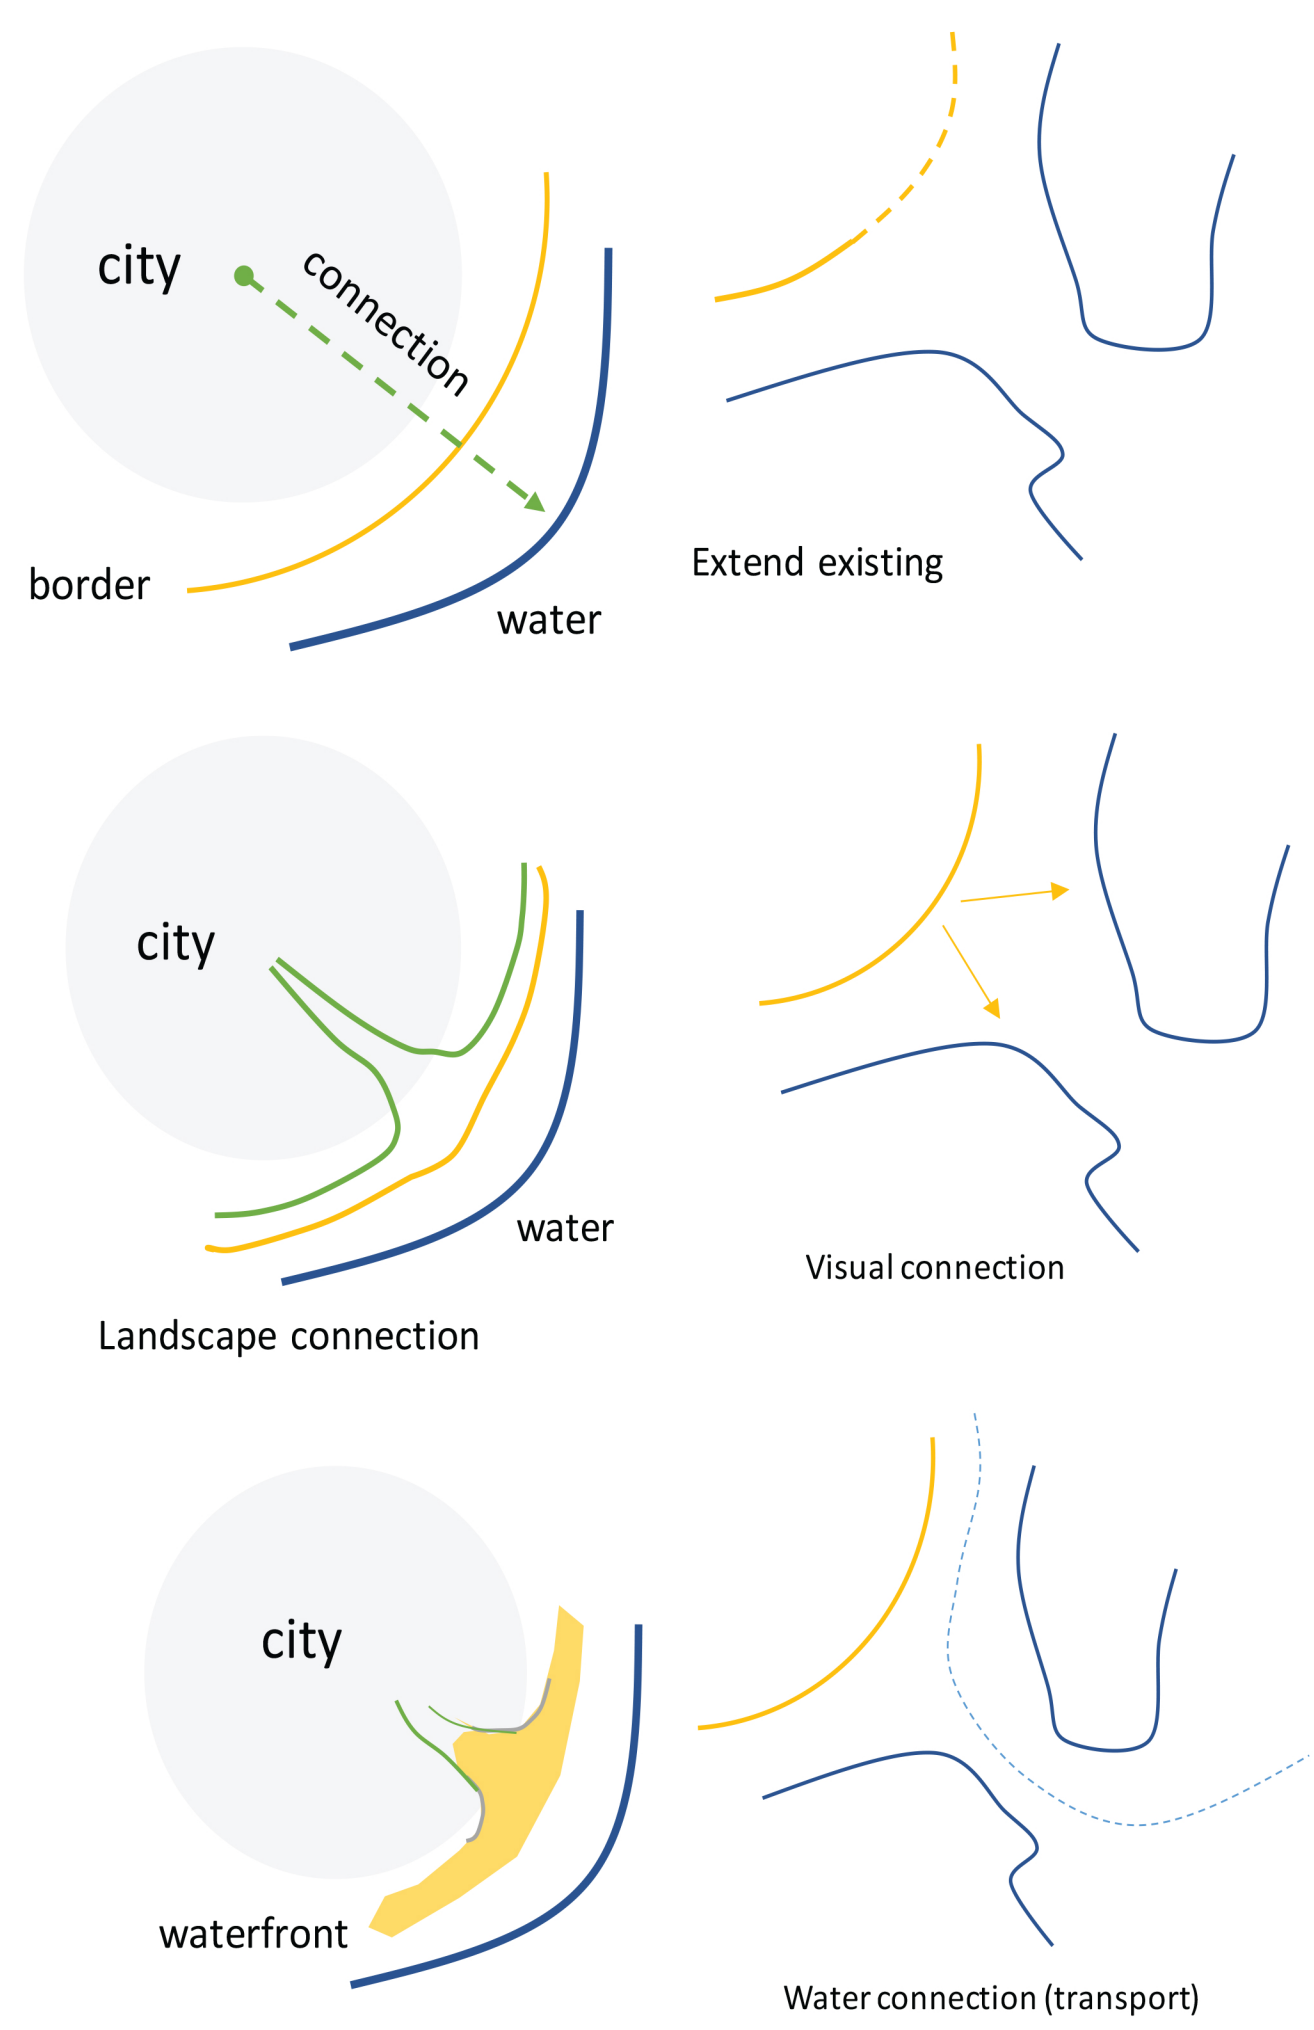 city
connection
border
water
Extend existing
city
water
Landscape connection
Visual connection
city
waterfront
Water connection (transport)